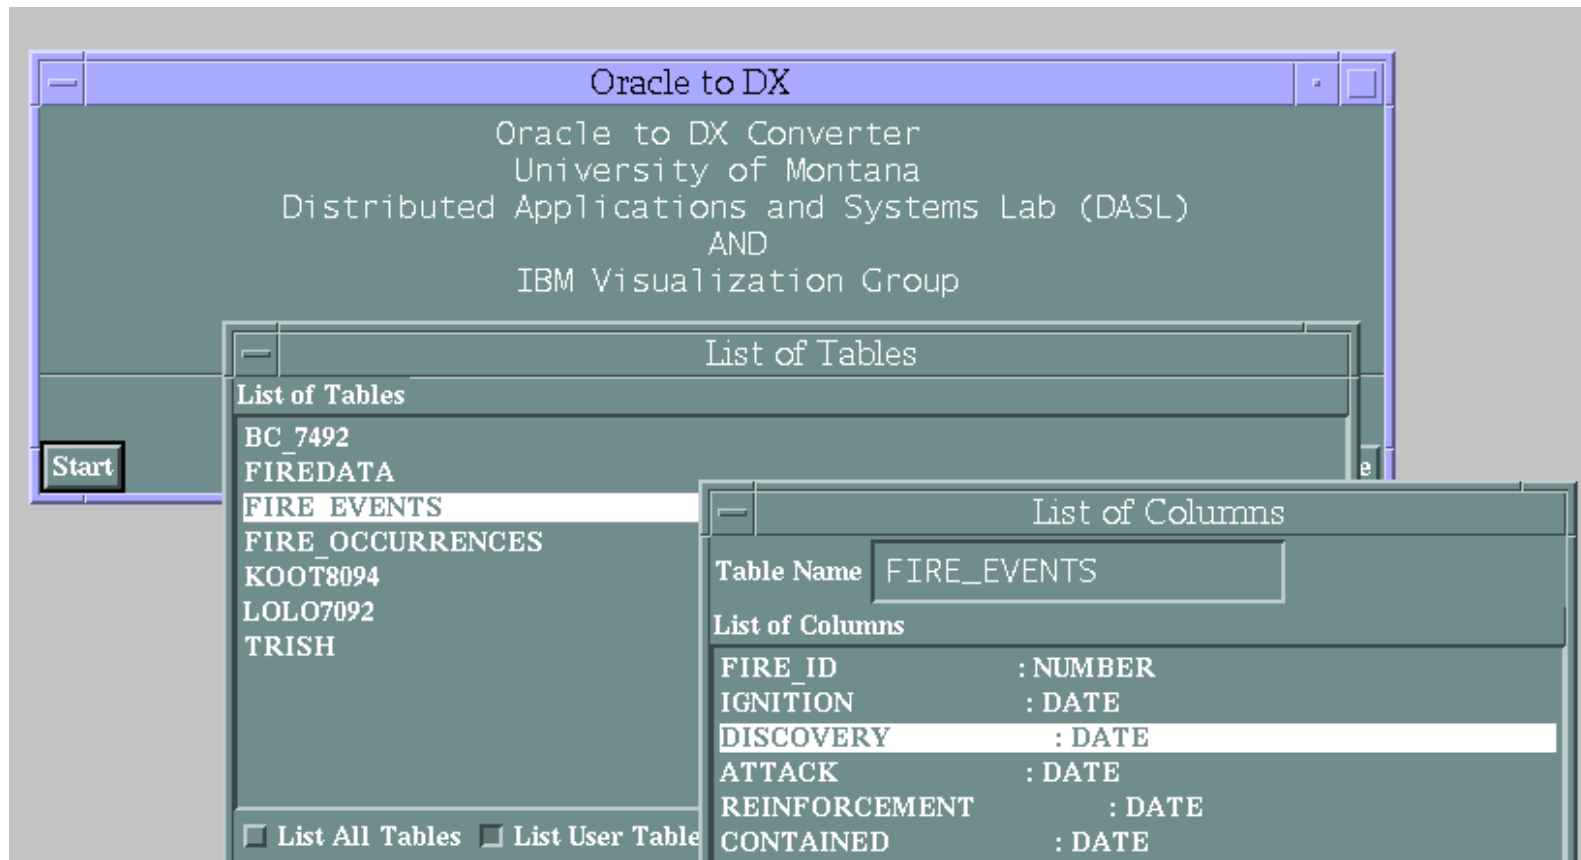 Oracle to DX
Oracle to DX Converter
University of Montana
Distributed Applications and Systems Lab (DASL)
AND
IBM Visualization Group
Start
List of Tables
List of Tables
BC_7492
FIREDATA
FIRE_EVENTS
FIRE_OCCURRENCES
KOOT8094
LOLO7092
TRISH
List All Tables List User Table
List of Columns
Table Name FIRE_EVENTS
List of Columns
FIRE_ID : NUMBER
IGNITION : DATE
DISCOVERY : DATE
ATTACK : DATE
REINFORCEMENT : DATE
CONTAINED : DATE